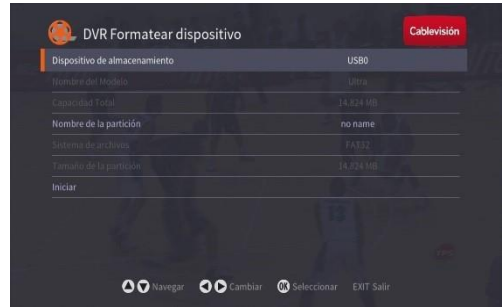 DVR Formatear dispositivo
Cablevisión
Dispositivo de almacenamiento USB0
Nombre del Modelo Ultra
Capacidad Total 14.824 MB
Nombre de la partición no name
Sistema de archivos FAT32
Tamaño de la partición 14.824 MB
Iniciar
Navegar Cambiar OK Seleccionar EXIT Salir